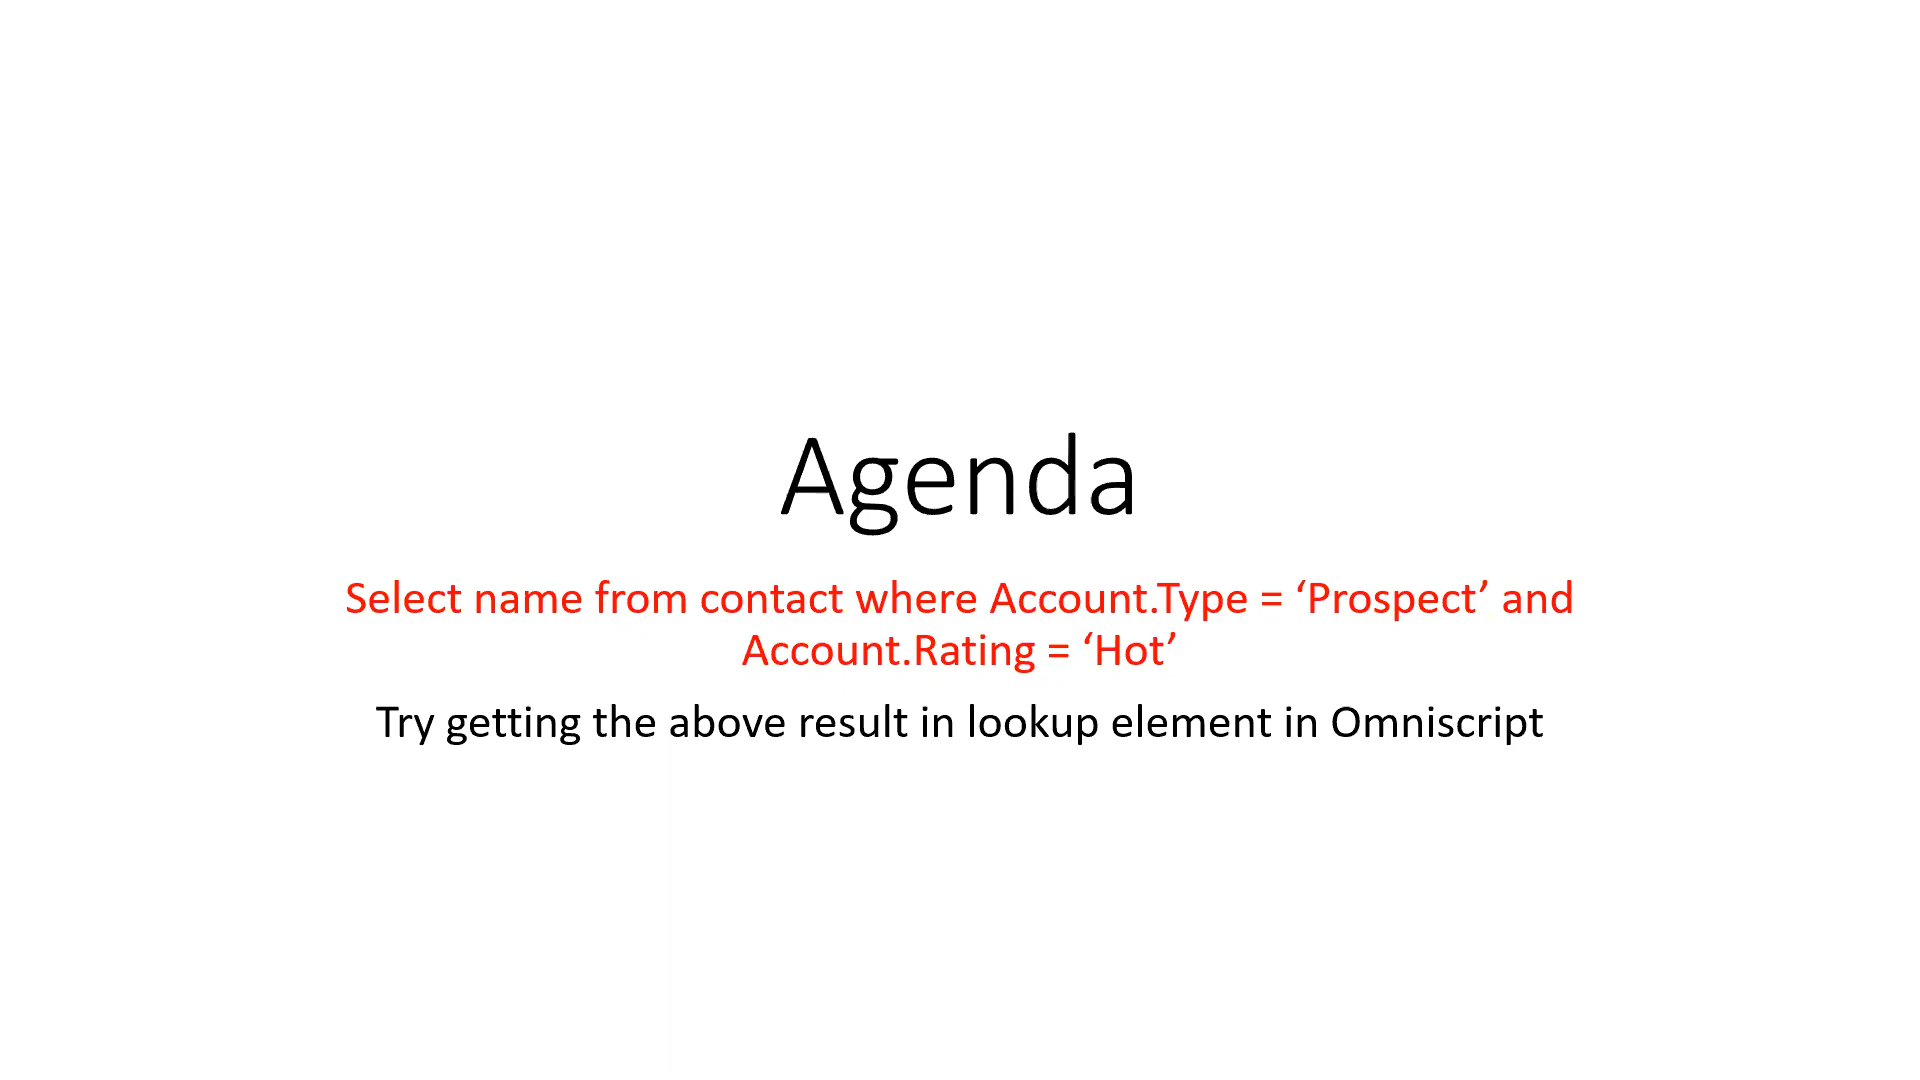 Agenda
Select name from contact where Account.Type = ‘Prospect’ and
Account.Rating = ‘Hot’
Try getting the above result in lookup element in Omniscript